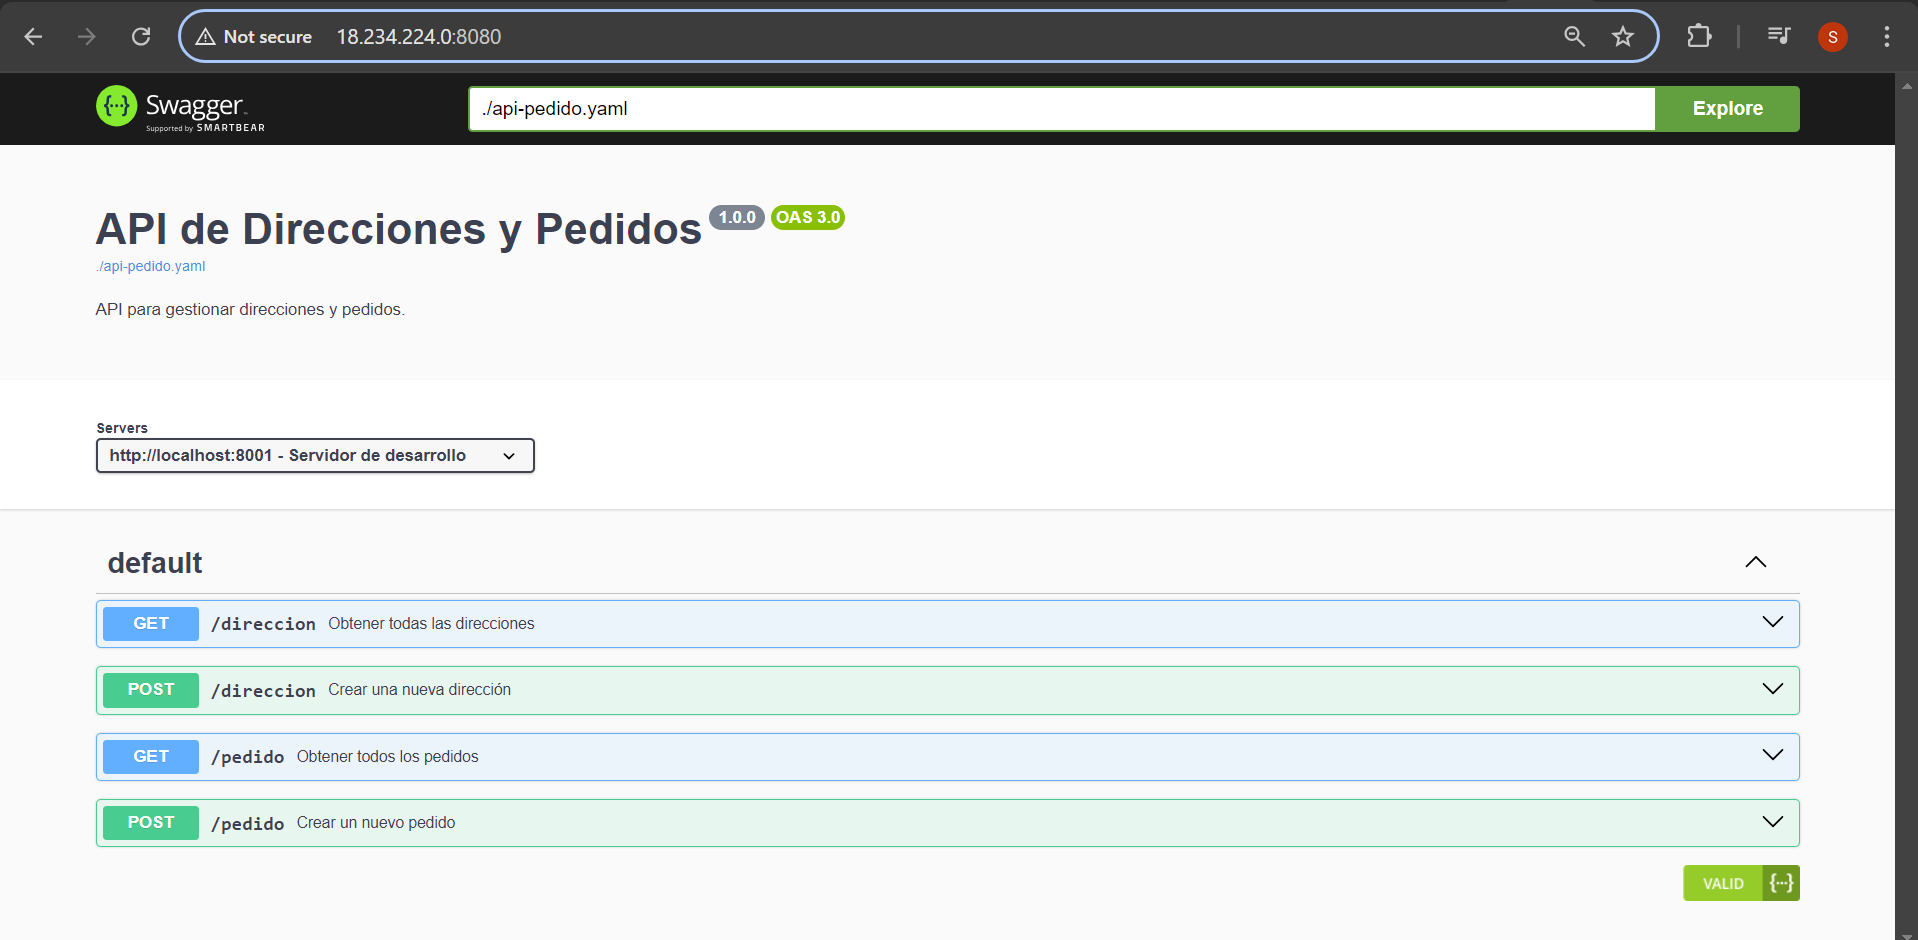 Not secure 18.234.224.0:8080
S
Swagger
Supported by SMARTBEAR
./api-pedido.yaml
Explore
API de Direcciones y Pedidos 1.0.0 OAS 3.0
./api-pedido.yaml
API para gestionar direcciones y pedidos.
Servers
http://localhost:8001 - Servidor de desarrollo
default
GET /direccion Obtener todas las direcciones
POST /direccion Crear una nueva dirección
GET /pedido Obtener todos los pedidos
POST /pedido Crear un nuevo pedido
VALID {···}